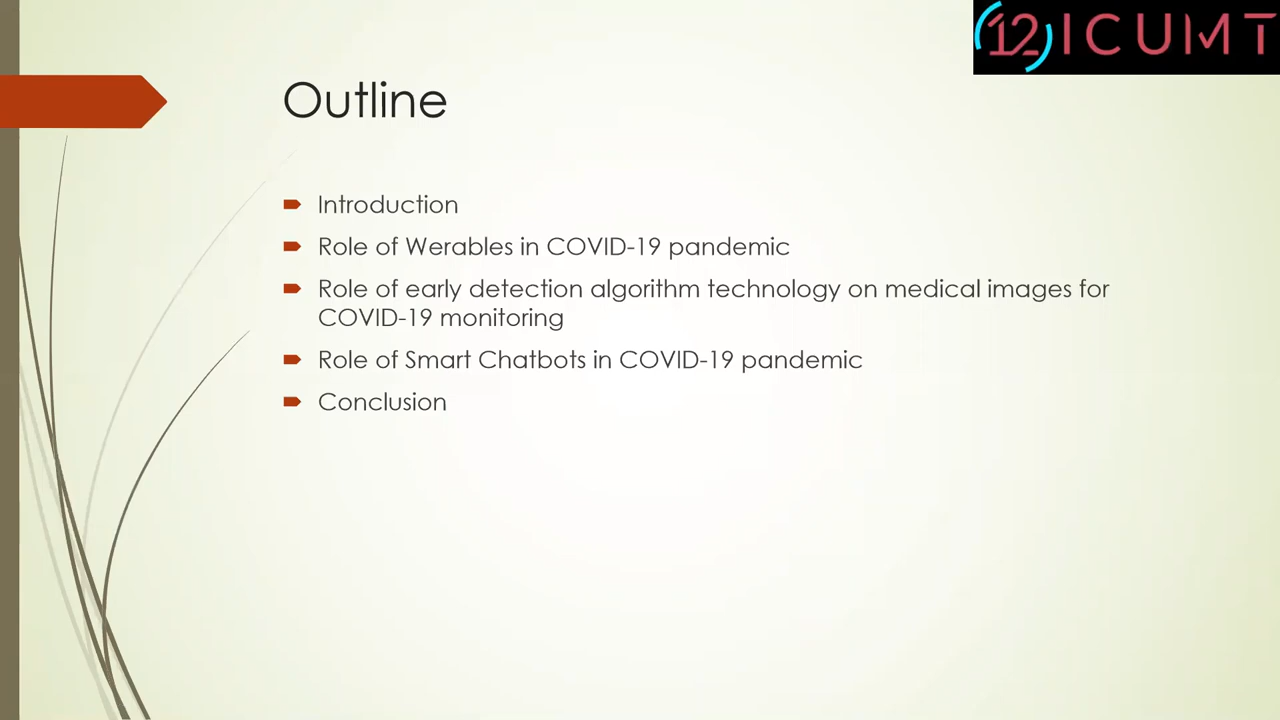 12 ICUMT
Outline
Introduction
Role of Werables in COVID-19 pandemic
Role of early detection algorithm technology on medical images for
COVID-19 monitoring
Role of Smart Chatbots in COVID-19 pandemic
Conclusion